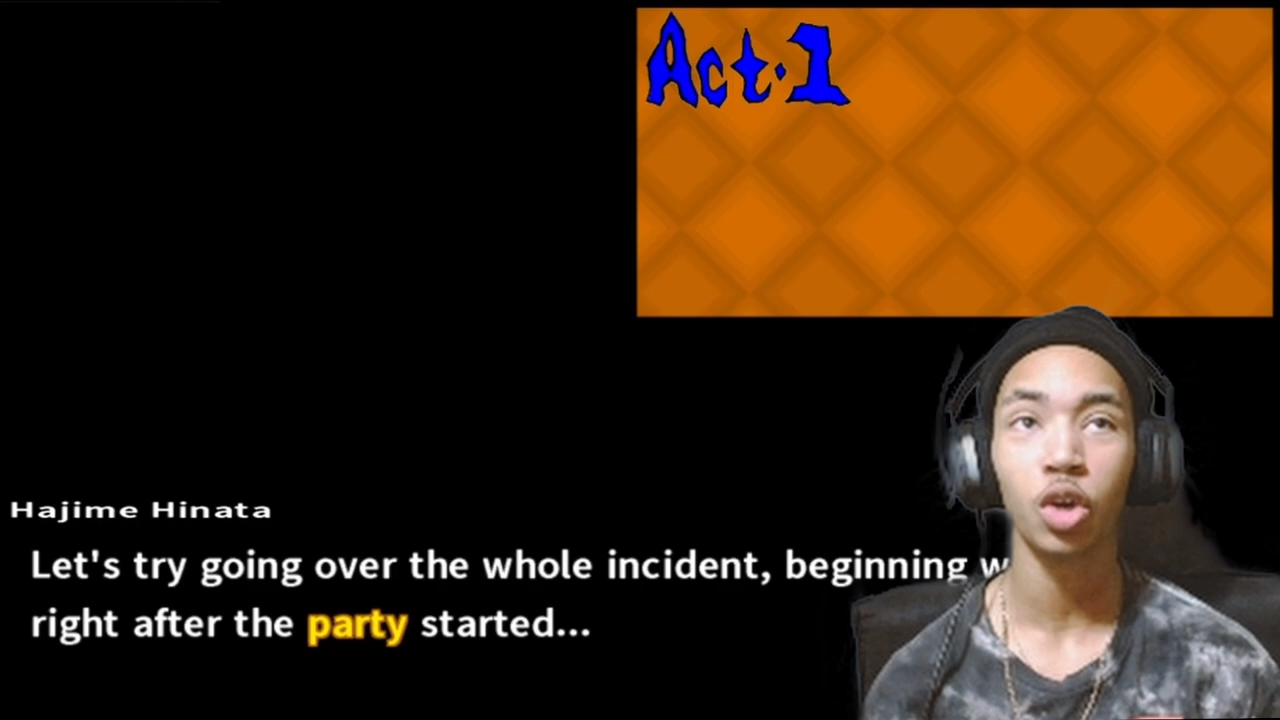 Act.1
Hajime Hinata
Let's try going over the whole incident, beginning
right after the party started...